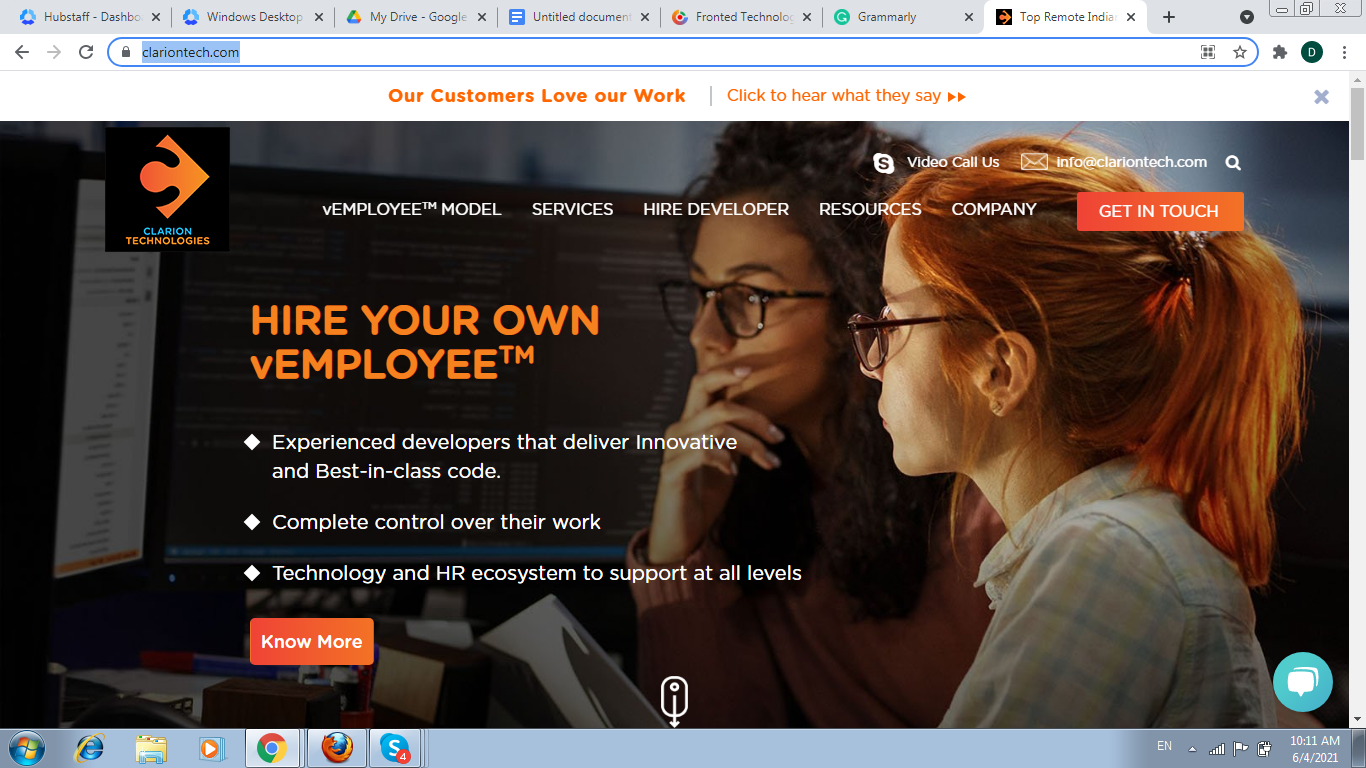 Hubstaff - Dashbo
Windows Desktop
My Drive - Google
Untitled document
Fronted Technolog
Grammarly
Top Remote India
clariontech.com
D
Our Customers Love our Work
Click to hear what they say
CLARION
TECHNOLOGIES
Video Call Us
info@clariontech.com
vEMPLOYEE™ MODEL
SERVICES
HIRE DEVELOPER
RESOURCES
COMPANY
GET IN TOUCH
HIRE YOUR OWN
vEMPLOYEE™
Experienced developers that deliver Innovative
and Best-in-class code.
Complete control over their work
Technology and HR ecosystem to support at all levels
Know More
4
EN
10:11 AM
6/4/2021